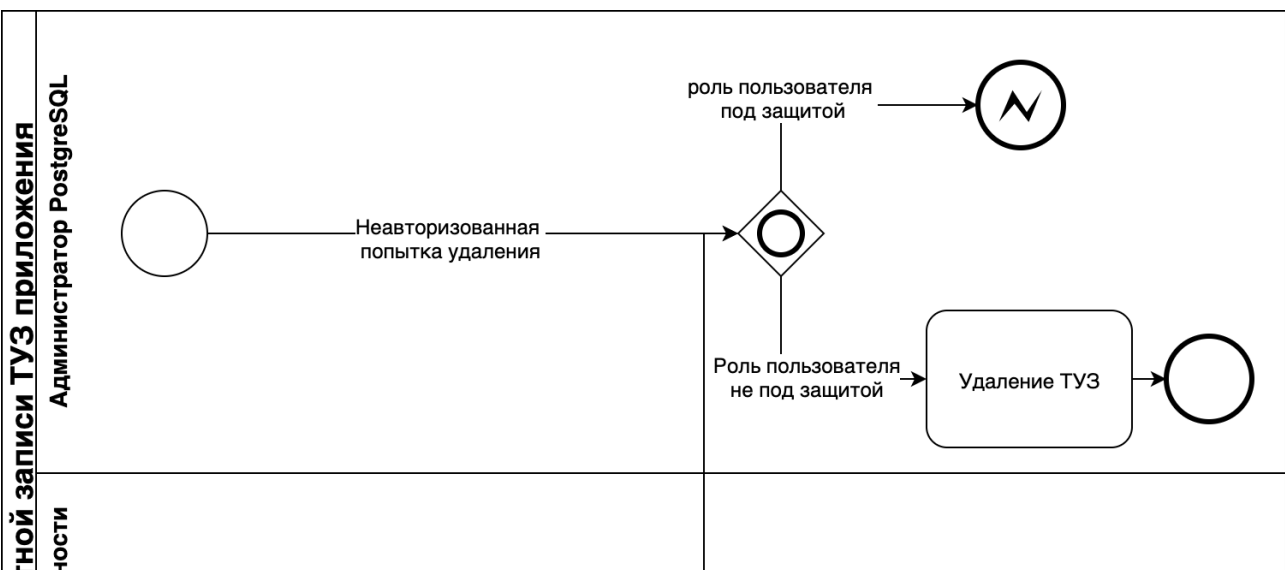 тной записи ТУЗ приложения
Администратор PostgreSQL
роль пользователя
под защитой
Неавторизованная
попытка удаления
Роль пользователя
не под защитой
Удаление ТУЗ
ности